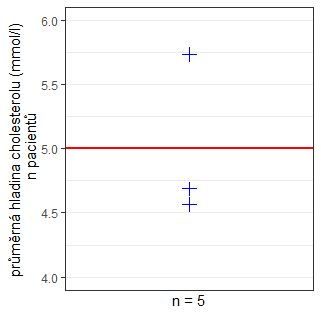 průměrná hladina cholesterolu (mmol/l)
n pacientů
6.0
5.5
5.0
4.5
4.0
n = 5